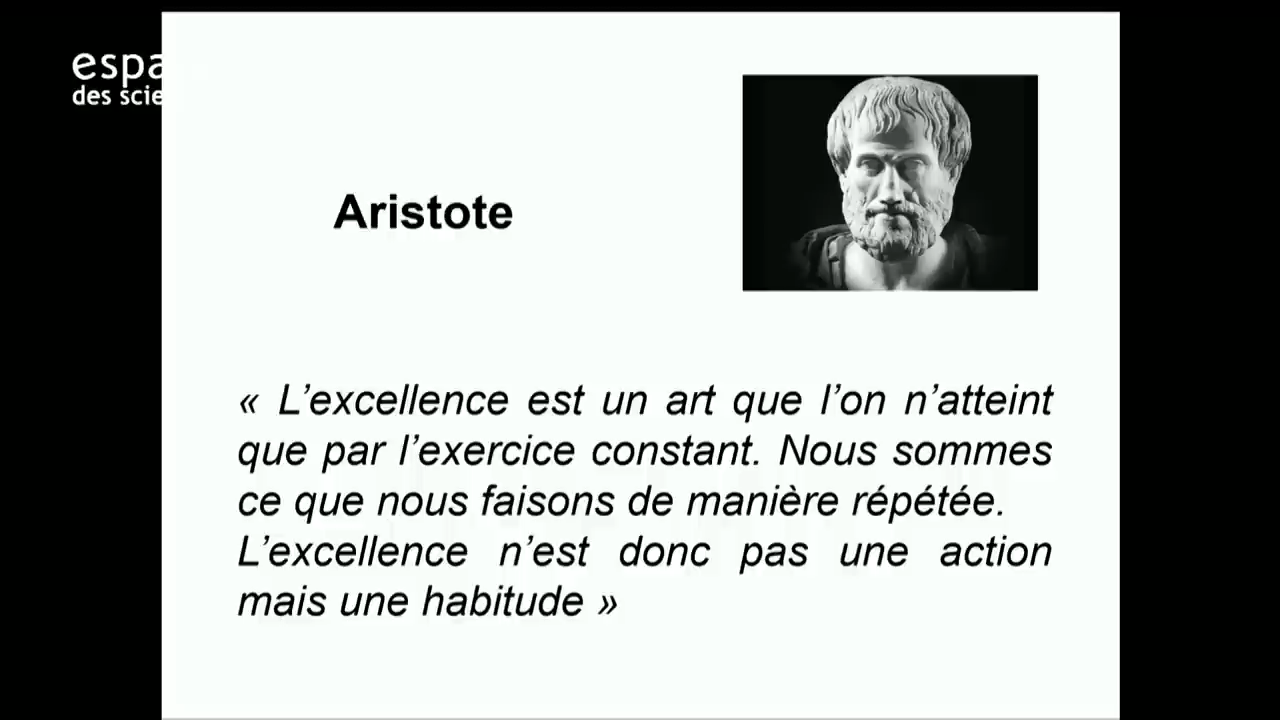 espa
des scie
Aristote
« L’excellence est un art que l’on n’atteint
que par l’exercice constant. Nous sommes
ce que nous faisons de manière répétée.
L’excellence n’est donc pas une action
mais une habitude »